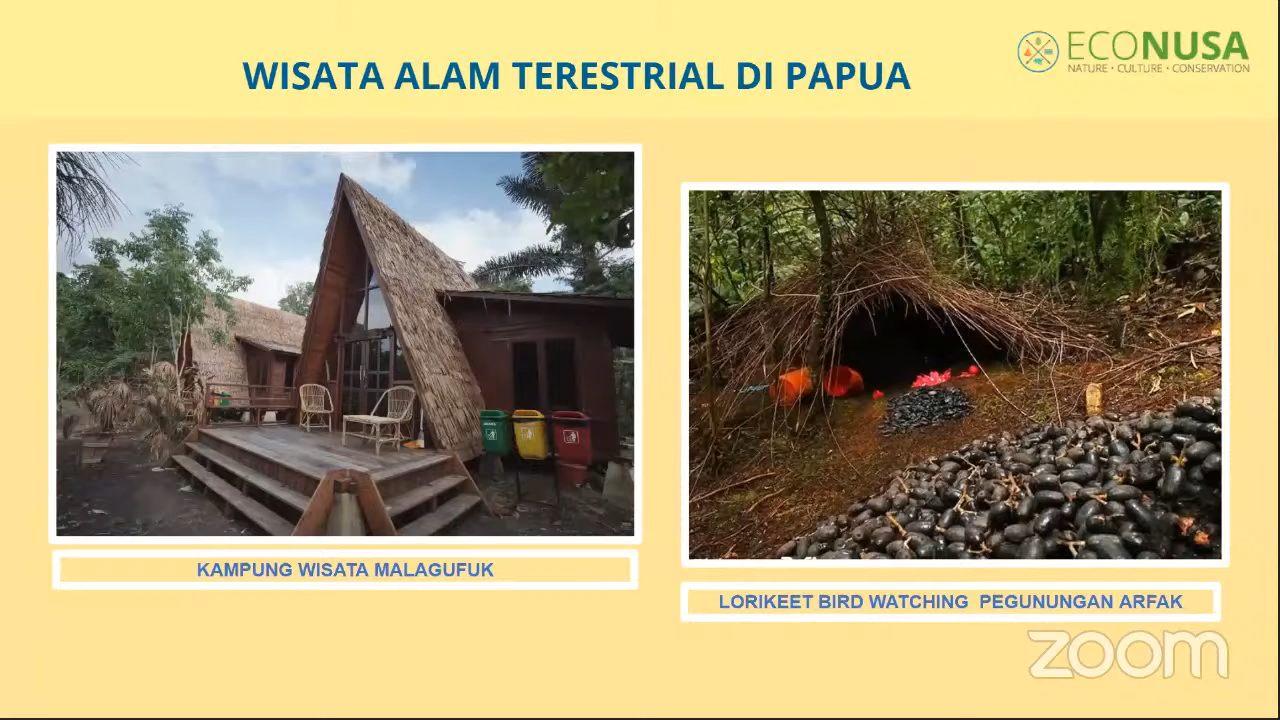 WISATA ALAM TERESTRIAL DI PAPUA
ECONUSA
NATURE • CULTURE • CONSERVATION
KAMPUNG WISATA MALAGUFUK
LORIKEET BIRD WATCHING PEGUNUNGAN ARFAK
zoom